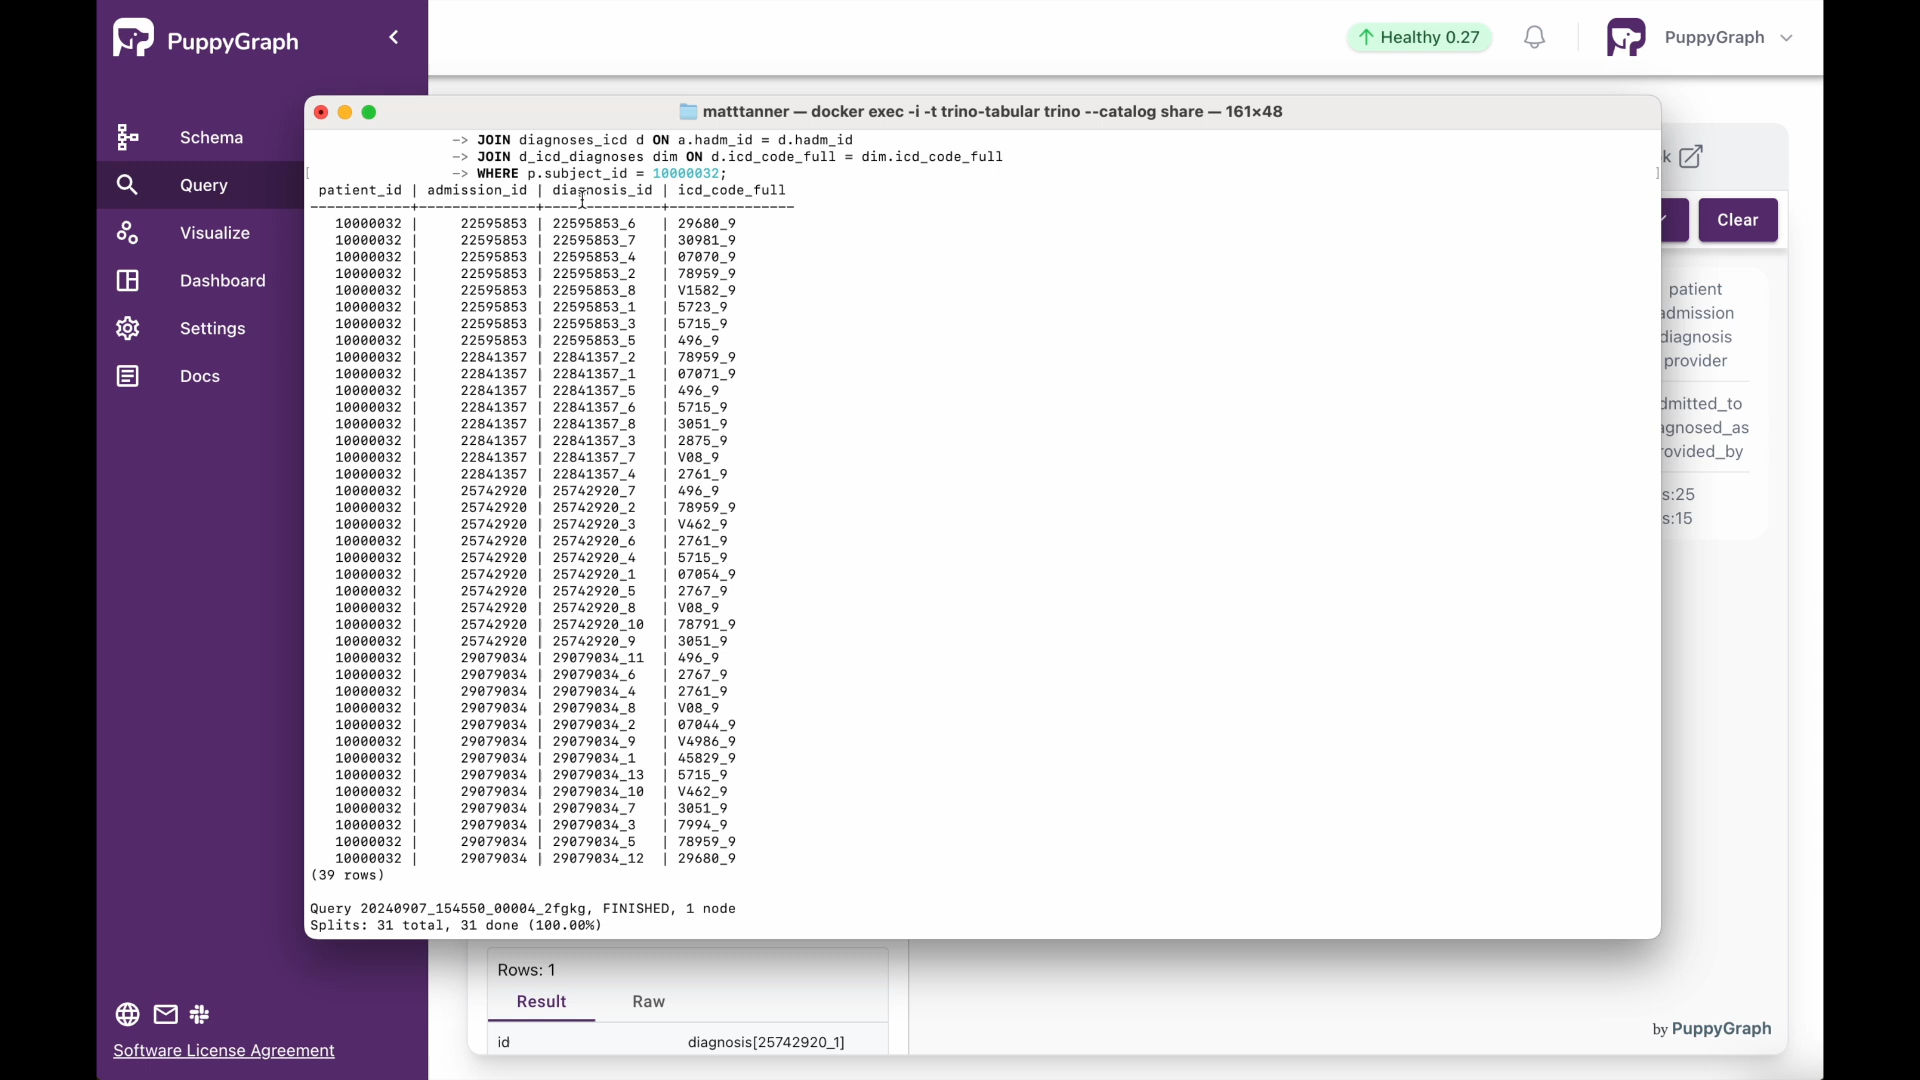 PuppyGraph
Healthy 0.27
PuppyGraph
Schema
Query
Visualize
Dashboard
Settings
Docs
matttanner — docker exec -i -t trino-tabular trino --catalog share — 161×48
-> JOIN diagnoses_icd d ON a.hadm_id = d.hadm_id
-> JOIN d_icd_diagnoses dim ON d.icd_code_full = dim.icd_code_full
-> WHERE p.subject_id = 10000032;
patient_id | admission_id | diagnosis_id | icd_code_full
------------+--------------+--------------+---------------
10000032 | 22595853 | 22595853_6 | 29680_9
10000032 | 22595853 | 22595853_7 | 30981_9
10000032 | 22595853 | 22595853_4 | 07070_9
10000032 | 22595853 | 22595853_2 | 78959_9
10000032 | 22595853 | 22595853_8 | V1582_9
10000032 | 22595853 | 22595853_1 | 5723_9
10000032 | 22595853 | 22595853_3 | 5715_9
10000032 | 22595853 | 22595853_5 | 496_9
10000032 | 22841357 | 22841357_2 | 78959_9
10000032 | 22841357 | 22841357_1 | 07071_9
10000032 | 22841357 | 22841357_5 | 496_9
10000032 | 22841357 | 22841357_6 | 5715_9
10000032 | 22841357 | 22841357_8 | 3051_9
10000032 | 22841357 | 22841357_3 | 2875_9
10000032 | 22841357 | 22841357_7 | V08_9
10000032 | 22841357 | 22841357_4 | 2761_9
10000032 | 25742920 | 25742920_7 | 496_9
10000032 | 25742920 | 25742920_2 | 78959_9
10000032 | 25742920 | 25742920_3 | V462_9
10000032 | 25742920 | 25742920_6 | 2761_9
10000032 | 25742920 | 25742920_4 | 5715_9
10000032 | 25742920 | 25742920_1 | 07054_9
10000032 | 25742920 | 25742920_5 | 2767_9
10000032 | 25742920 | 25742920_8 | V08_9
10000032 | 25742920 | 25742920_10 | 78791_9
10000032 | 25742920 | 25742920_9 | 3051_9
10000032 | 29079034 | 29079034_11 | 496_9
10000032 | 29079034 | 29079034_6 | 2767_9
10000032 | 29079034 | 29079034_4 | 2761_9
10000032 | 29079034 | 29079034_8 | V08_9
10000032 | 29079034 | 29079034_2 | 07044_9
10000032 | 29079034 | 29079034_9 | V4986_9
10000032 | 29079034 | 29079034_1 | 45829_9
10000032 | 29079034 | 29079034_13 | 5715_9
10000032 | 29079034 | 29079034_10 | V462_9
10000032 | 29079034 | 29079034_7 | 3051_9
10000032 | 29079034 | 29079034_3 | 7994_9
10000032 | 29079034 | 29079034_5 | 78959_9
10000032 | 29079034 | 29079034_12 | 29680_9
(39 rows)
Query 20240907_154550_00004_2fgkg, FINISHED, 1 node
Splits: 31 total, 31 done (100.00%)
k
Clear
patient
admission
diagnosis
provider
dmitted_to
agnosed_as
rovided_by
s:25
s:15
Rows: 1
Result Raw
id diagnosis[25742920_1]
by PuppyGraph
Software License Agreement